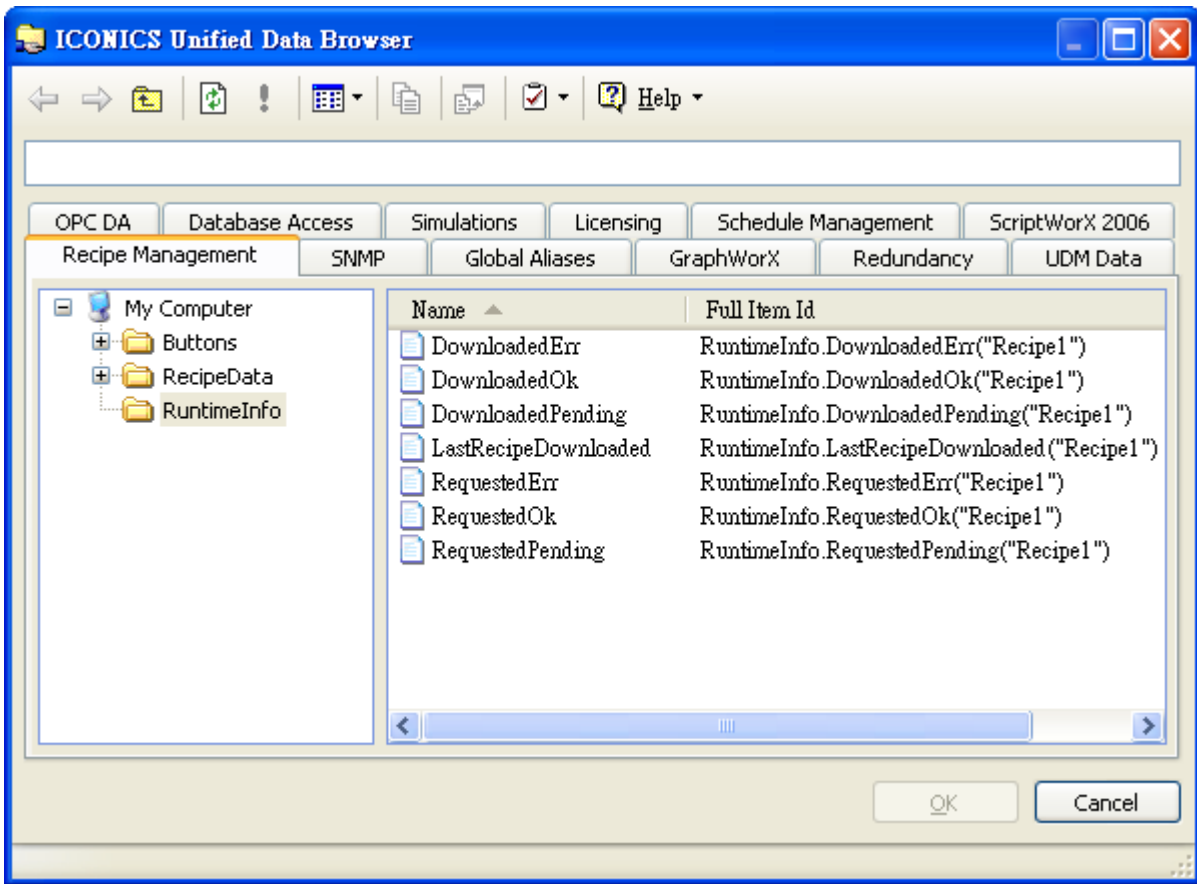 ICONICS Unified Data Browser
Help
OPC DA Database Access Simulations Licensing Schedule Management ScriptWorX 2006
Recipe Management SNMP Global Aliases GraphWorX Redundancy UDM Data
My Computer
Buttons
RecipeData
RuntimeInfo
Name Full Item Id
DownloadedErr RuntimeInfo.DownloadedErr("Recipe1")
DownloadedOk RuntimeInfo.DownloadedOk("Recipe1")
DownloadedPending RuntimeInfo.DownloadedPending("Recipe1")
LastRecipeDownloaded RuntimeInfo.LastRecipeDownloaded("Recipe1")
RequestedErr RuntimeInfo.RequestedErr("Recipe1")
RequestedOk RuntimeInfo.RequestedOk("Recipe1")
RequestedPending RuntimeInfo.RequestedPending("Recipe1")
OK Cancel